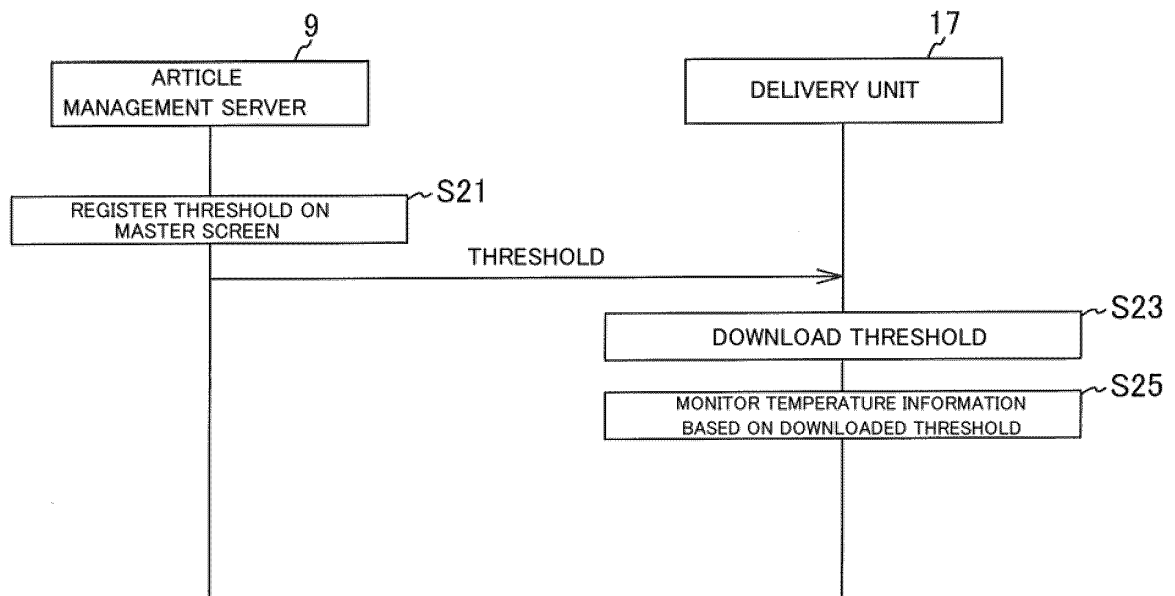 9
ARTICLE
MANAGEMENT SERVER
17
DELIVERY UNIT
S21
REGISTER THRESHOLD ON
MASTER SCREEN
THRESHOLD
S23
DOWNLOAD THRESHOLD
S25
MONITOR TEMPERATURE INFORMATION
BASED ON DOWNLOADED THRESHOLD